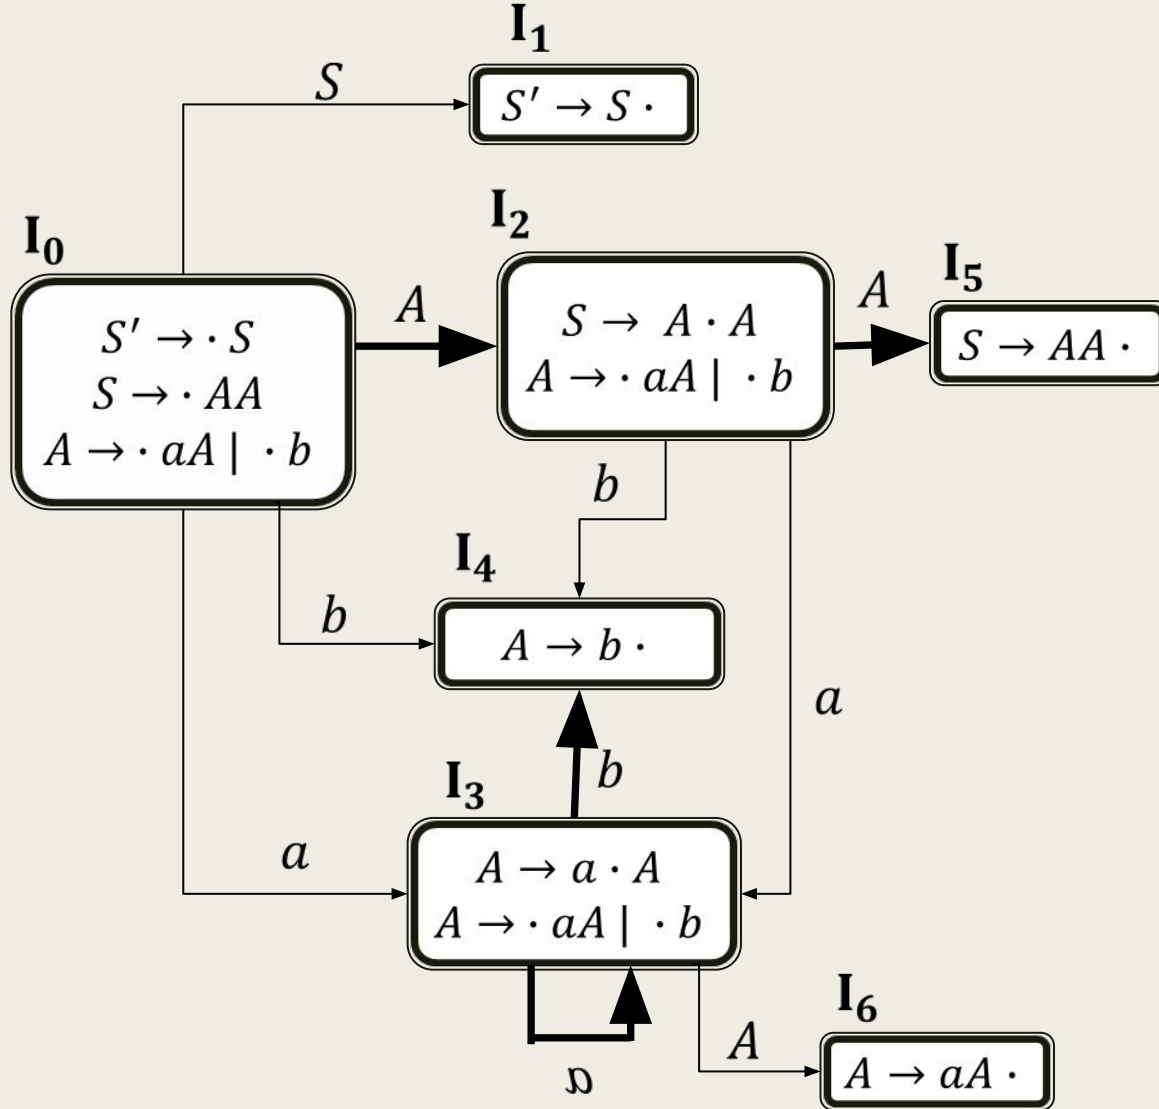 I₁
S
S′ → S ·
I₀
S′ → · S
S → · AA
A → · aA | · b
A
I₂
S → A · A
A → · aA | · b
A
I₅
S → AA ·
b
I₄
b
A → b ·
a
b
I₃
a
A → a · A
A → · aA | · b
a
A
I₆
A → aA ·